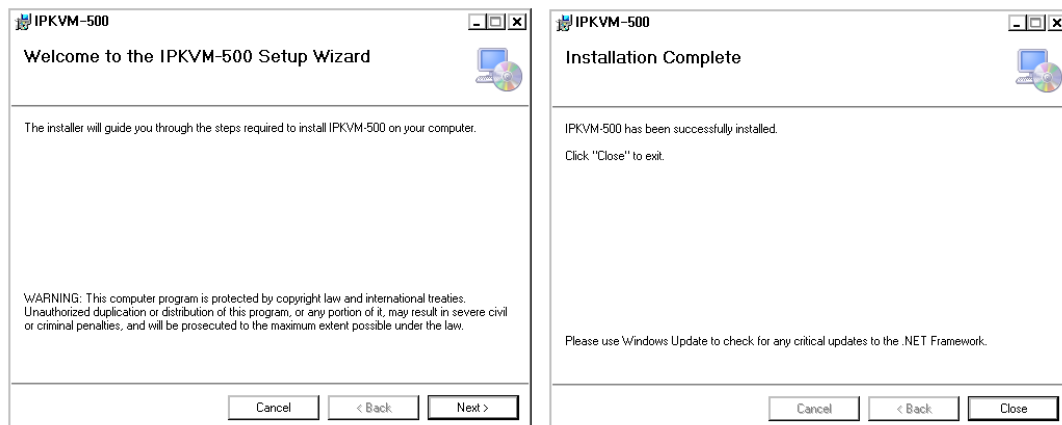 IPKVM-500
Welcome to the IPKVM-500 Setup Wizard
The installer will guide you through the steps required to install IPKVM-500 on your computer.
WARNING: This computer program is protected by copyright law and international treaties.
Unauthorized duplication or distribution of this program, or any portion of it, may result in severe civil
or criminal penalties, and will be prosecuted to the maximum extent possible under the law.
Cancel
< Back
Next >
IPKVM-500
Installation Complete
IPKVM-500 has been successfully installed.
Click "Close" to exit.
Please use Windows Update to check for any critical updates to the .NET Framework.
Cancel
< Back
Close